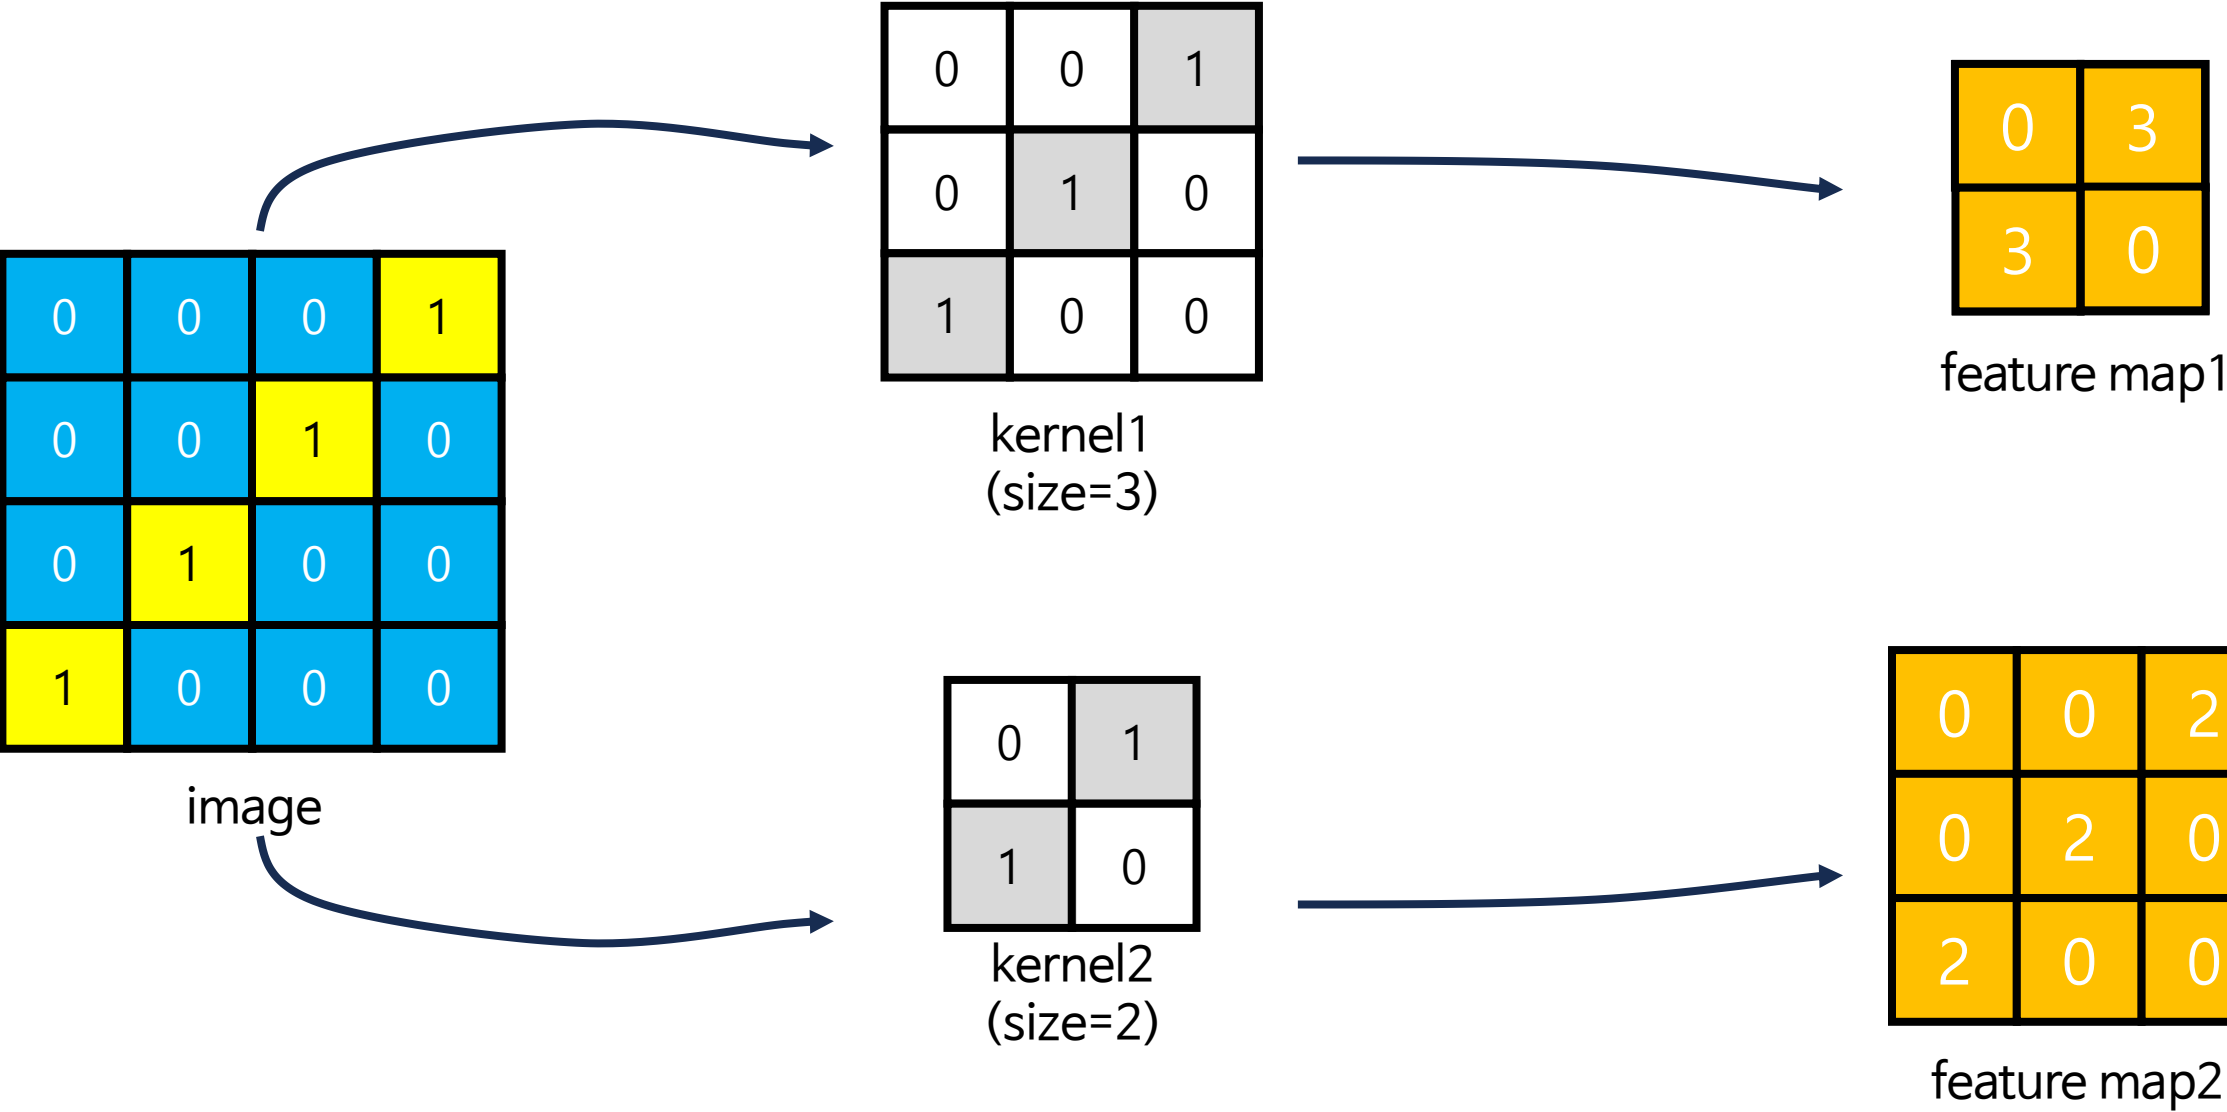 0 0 0 1
0 0 1 0
0 1 0 0
1 0 0 0
image
0 0 1
0 1 0
1 0 0
kernel1
(size=3)
0 3
3 0
feature map1
0 1
1 0
kernel2
(size=2)
0 0 2
0 2 0
2 0 0
feature map2